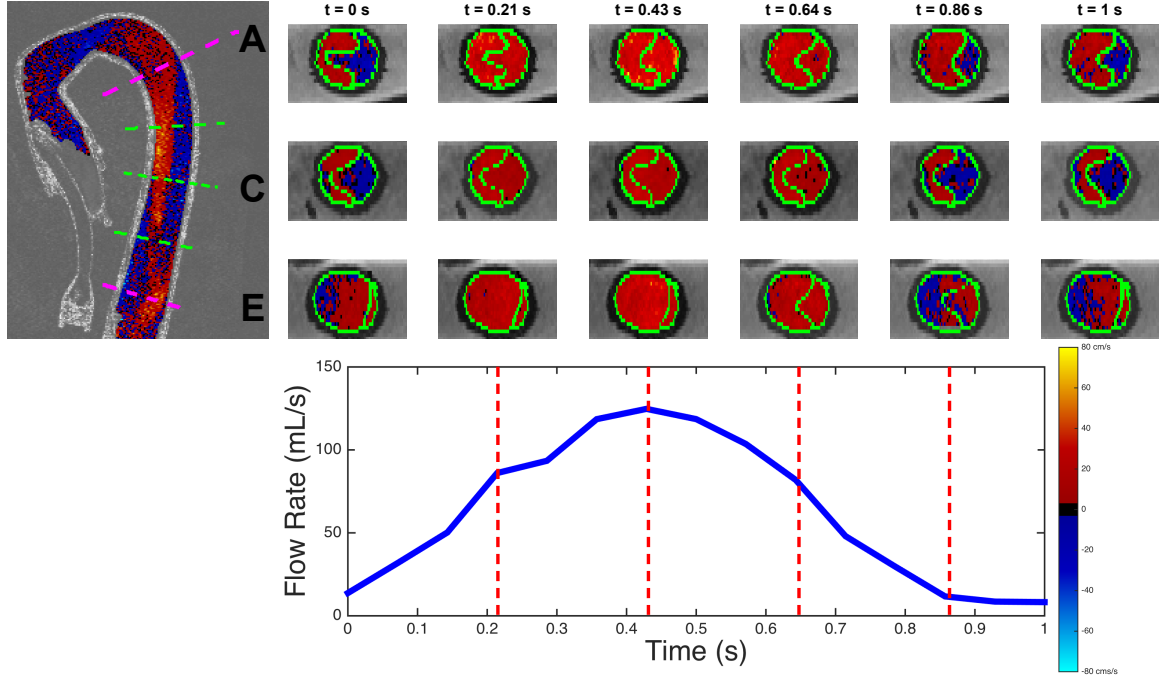 A
C
E
t = 0 s
t = 0.21 s
t = 0.43 s
t = 0.64 s
t = 0.86 s
t = 1 s
150
100
50
0
Flow Rate (mL/s)
0
0.1
0.2
0.3
0.4
0.5
0.6
0.7
0.8
0.9
1
Time (s)
80 cm/s
60
40
20
0
-20
-40
-60
-80 cms/s